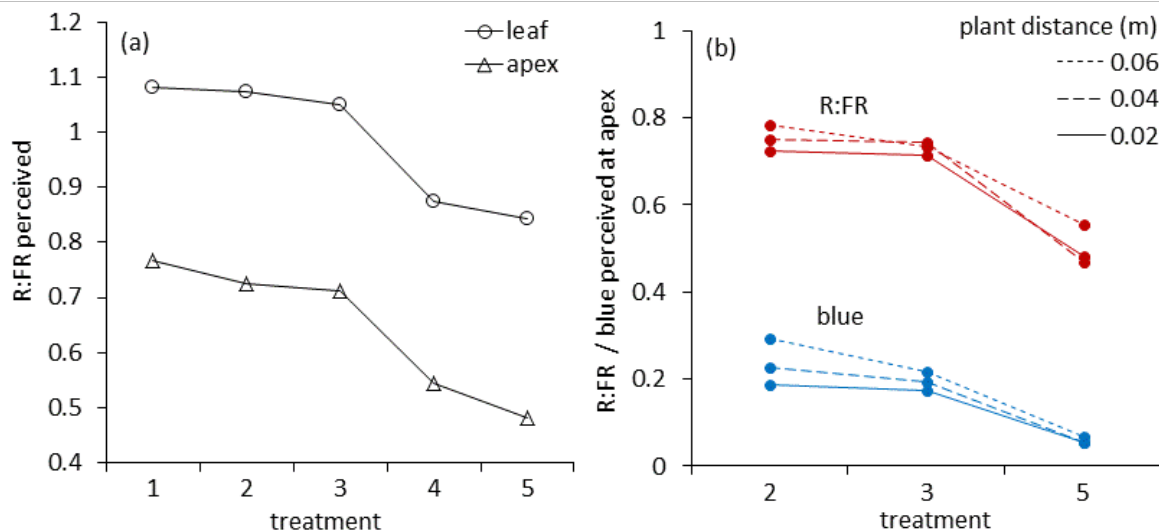 (a)
leaf
apex
R:FR perceived
1.2
1.1
1
0.9
0.8
0.7
0.6
0.5
0.4
1 2 3 4 5
treatment
(b)
plant distance (m)
0.06
0.04
0.02
R:FR
blue
R:FR / blue perceived at apex
1
0.8
0.6
0.4
0.2
0
2 3 5
treatment